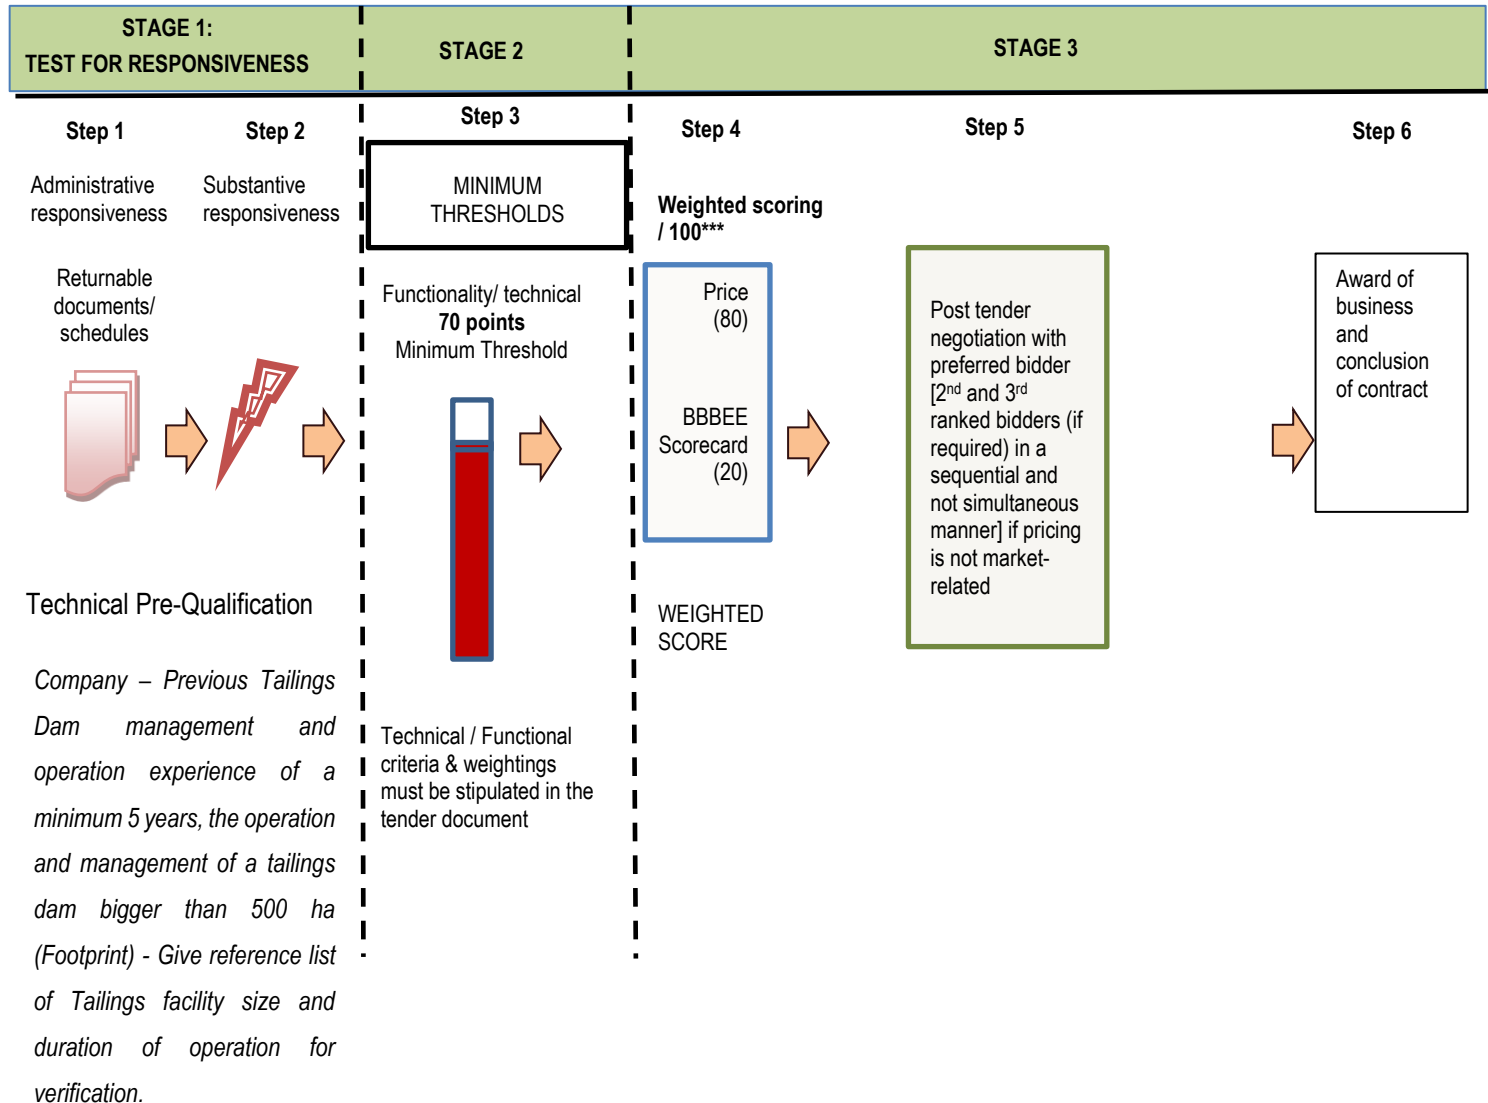 STAGE 1:
TEST FOR RESPONSIVENESS
STAGE 2
STAGE 3
Step 1
Step 2
Step 3
Step 4
Step 5
Step 6
Administrative
responsiveness
Substantive
responsiveness
MINIMUM
THRESHOLDS
Weighted scoring
/ 100***
Returnable
documents/
schedules
Functionality/ technical
70 points
Minimum Threshold
Price
(80)
BBBEE
Scorecard
(20)
Post tender
negotiation with
preferred bidder
[2nd and 3rd
ranked bidders (if
required) in a
sequential and
not simultaneous
manner] if pricing
is not market-
related
Award of
business
and
conclusion
of contract
Technical Pre-Qualification
Company – Previous Tailings
Dam management and
operation experience of a
minimum 5 years, the operation
and management of a tailings
dam bigger than 500 ha
(Footprint) - Give reference list
of Tailings facility size and
duration of operation for
verification.
Technical / Functional
criteria & weightings
must be stipulated in the
tender document
WEIGHTED
SCORE